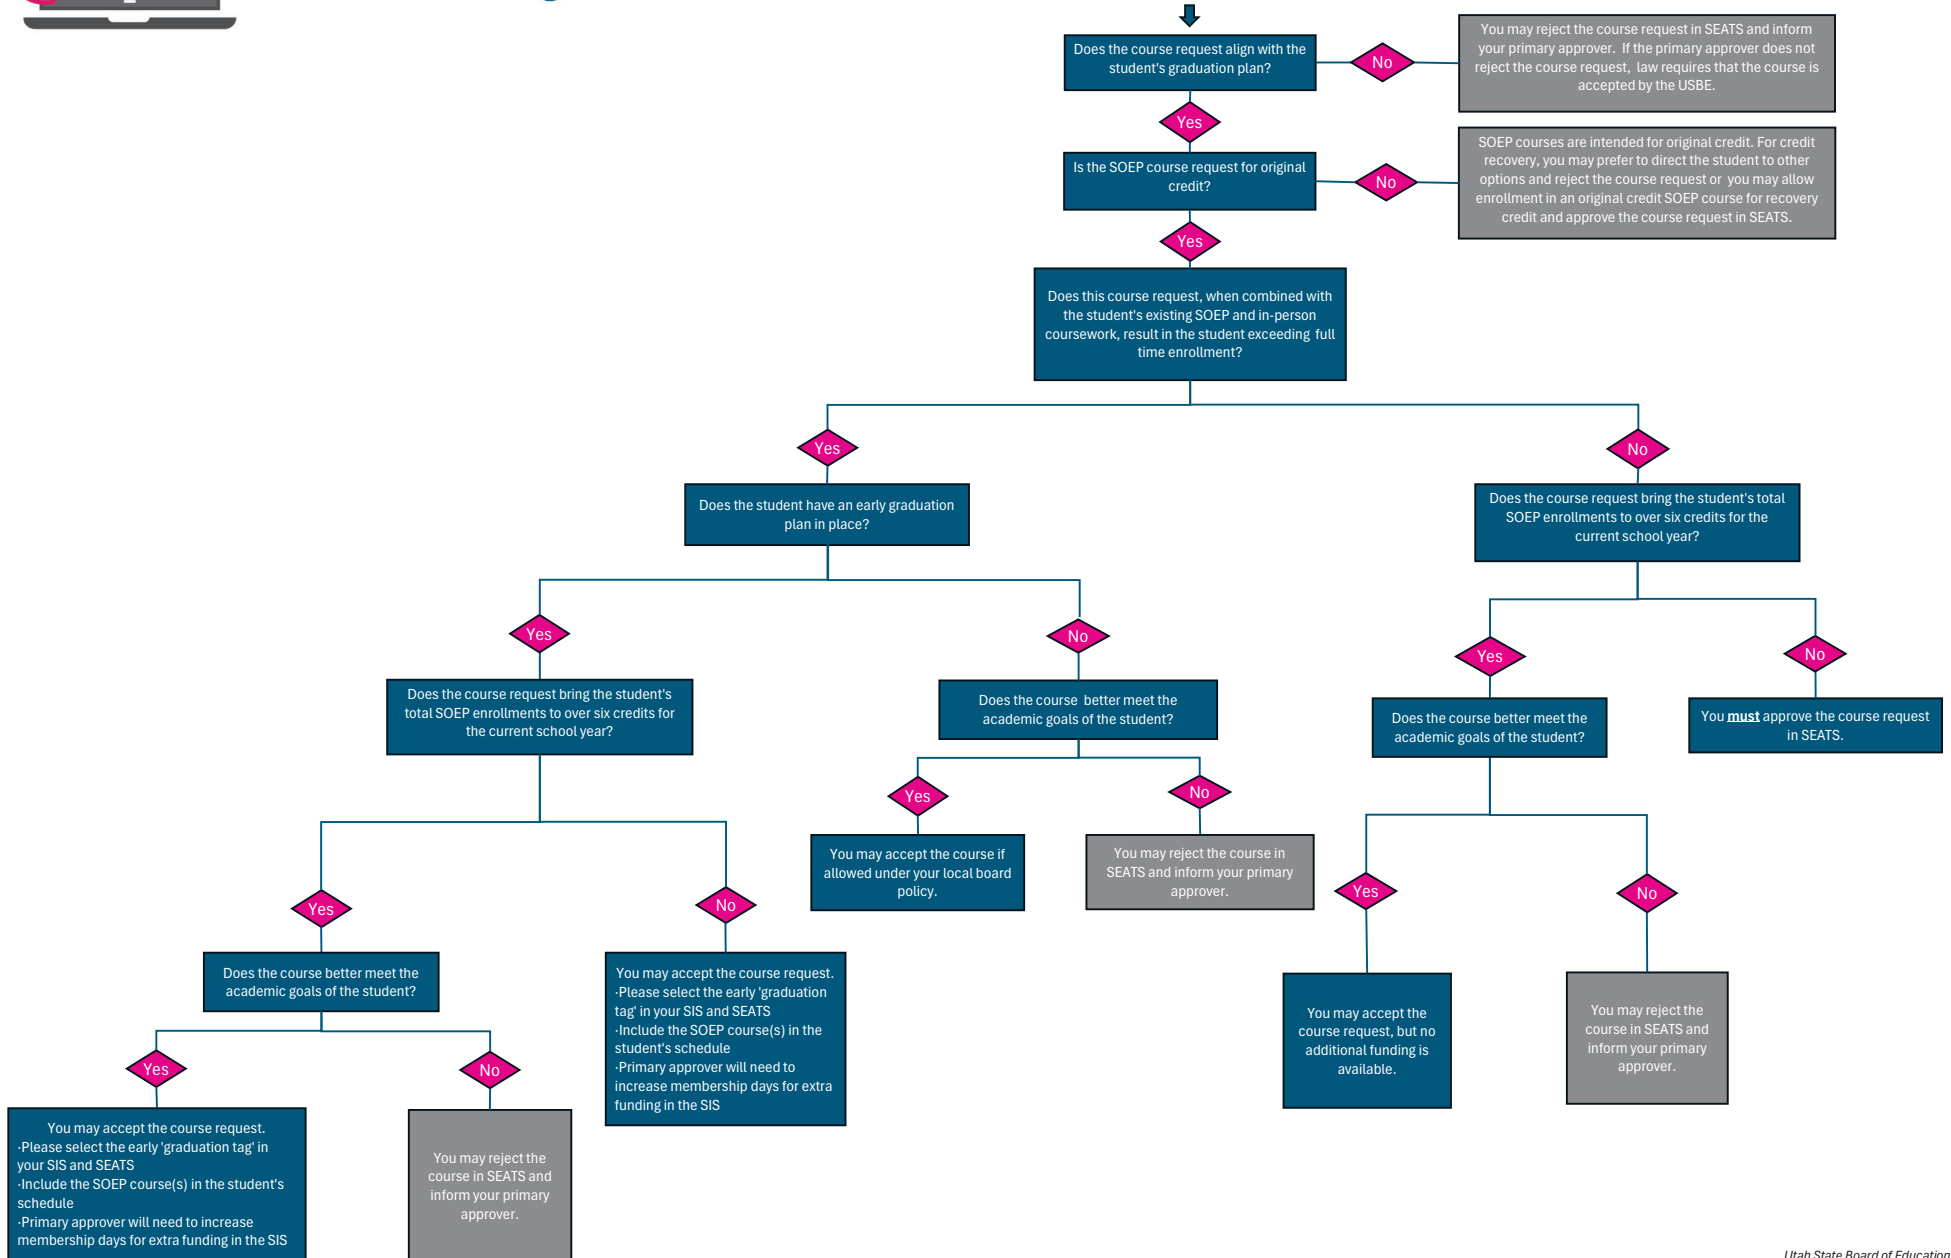 Does the course request align with the
student's graduation plan?
No
You may reject the course request in SEATS and inform
your primary approver.  If the primary approver does not
reject the course request,  law requires that the course is
accepted by the USBE.
Yes
Is the SOEP course request for original
credit?
No
SOEP courses are intended for original credit. For credit
recovery, you may prefer to direct the student to other
options and reject the course request or  you may allow
enrollment in an original credit SOEP course for recovery
credit and approve the course request in SEATS.
Yes
Does this course request, when combined with
the student's existing SOEP and in-person
coursework, result in the student exceeding  full
time enrollment?
Yes
No
Does the student have an early graduation
plan in place?
Does the course request bring the student's total
SOEP enrollments to over six credits for the
current school year?
Yes
No
Yes
No
Does the course request bring the student's
total SOEP enrollments to over six credits for
the current school year?
Does the course  better meet the
academic goals of the student?
Does the course better meet the
academic goals of the student?
You must approve the course request
in SEATS.
Yes
No
You may accept the course if
allowed under your local board
policy.
You may reject the course in
SEATS and inform your primary
approver.
Yes
No
Yes
No
Does the course better meet the
academic goals of the student?
You may accept the course request.
·Please select the early 'graduation
tag' in your SIS and SEATS
·Include the SOEP course(s) in the
student's schedule
·Primary approver will need to
increase membership days for extra
funding in the SIS
You may accept the
course request, but no
additional funding is
available.
You may reject the
course in SEATS and
inform your primary
approver.
Yes
No
You may accept the course request.
·Please select the early 'graduation tag' in
your SIS and SEATS
·Include the SOEP course(s) in the student's
schedule
·Primary approver will need to increase
membership days for extra funding in the SIS
You may reject the
course in SEATS and
inform your primary
approver.
Utah State Board of Education